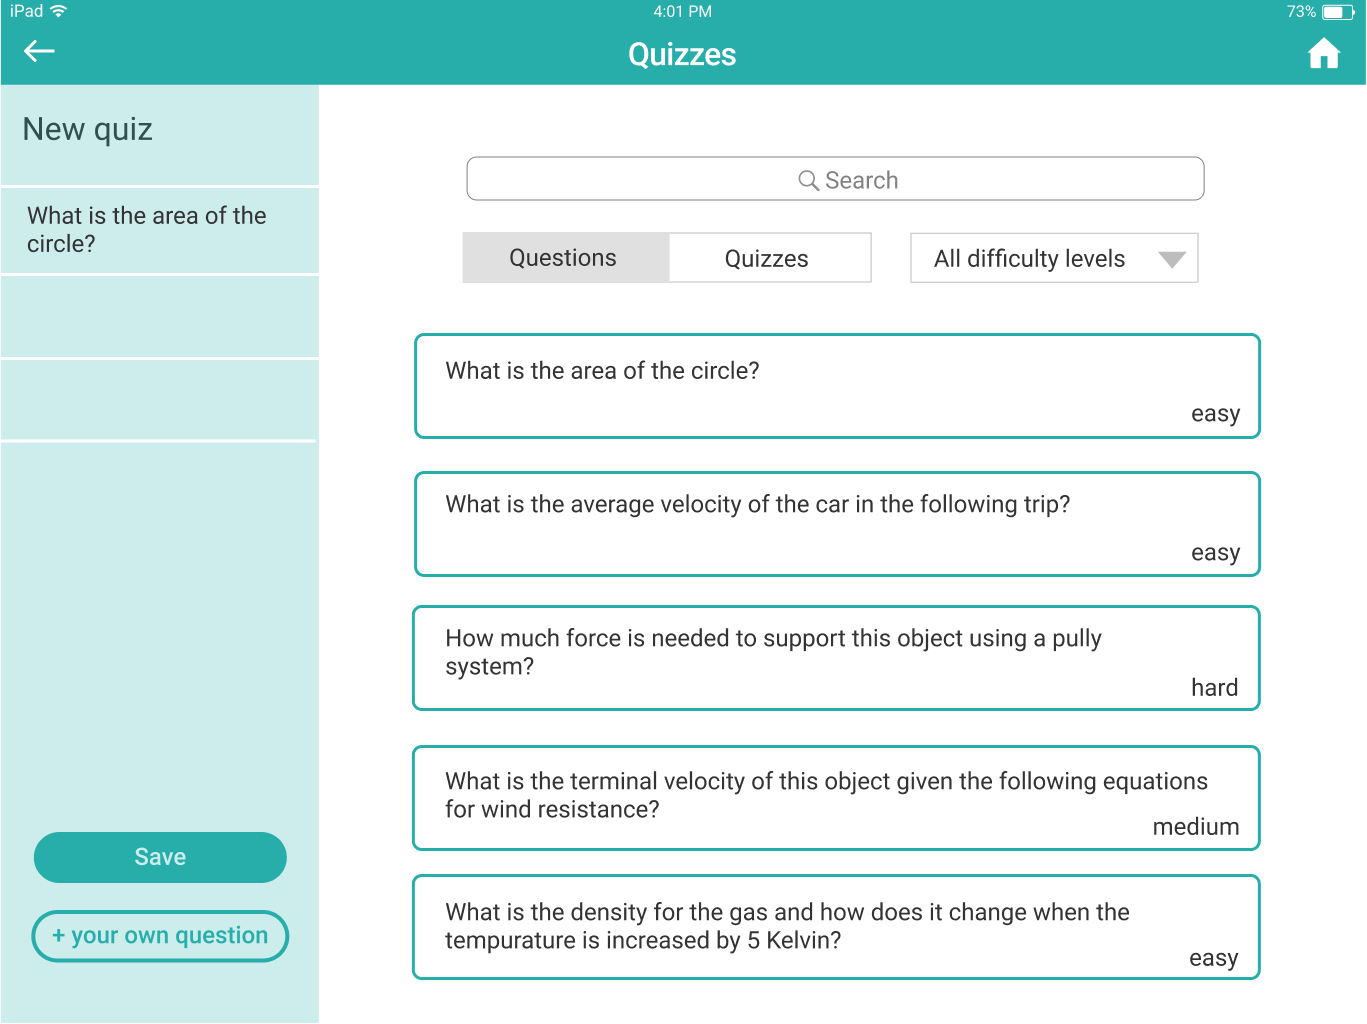 iPad 4:01 PM 73%
Quizzes
New quiz
What is the area of the
circle?
Save
+ your own question
Search
Questions Quizzes All difficulty levels
What is the area of the circle?
easy
What is the average velocity of the car in the following trip?
easy
How much force is needed to support this object using a pully
system?
hard
What is the terminal velocity of this object given the following equations
for wind resistance?
medium
What is the density for the gas and how does it change when the
tempurature is increased by 5 Kelvin?
easy